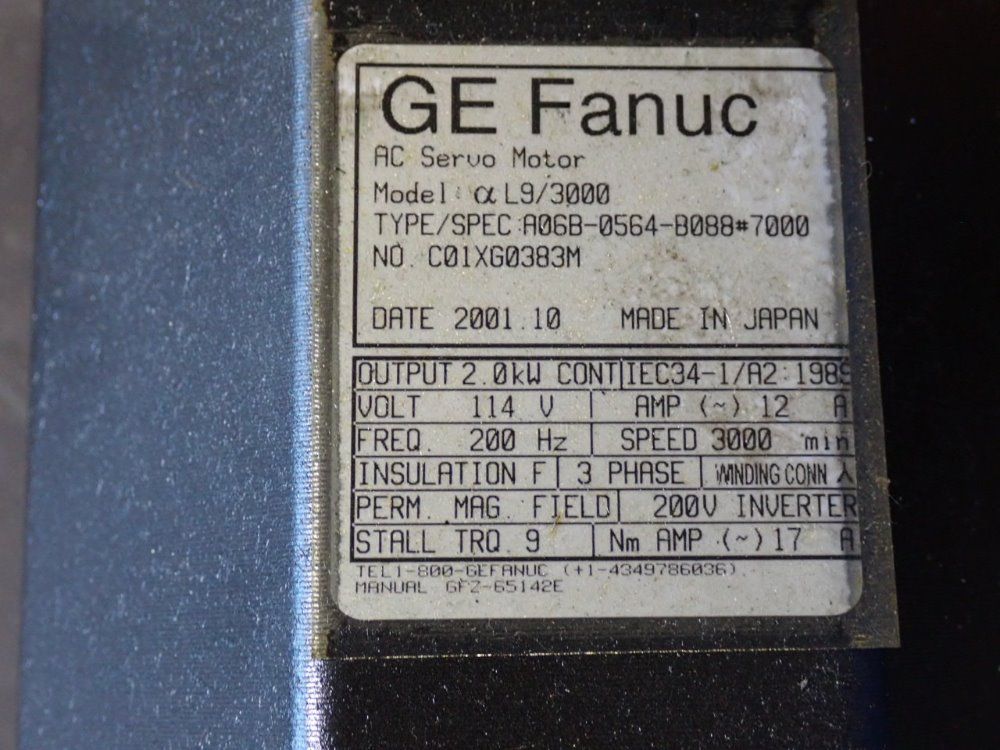 GE Fanuc
AC Servo Motor
Model α L9/3000
TYPE/SPEC A06B-0564-B088#7000
NO. C01XG0383M
DATE 2001.10 MADE IN JAPAN
OUTPUT 2.0kW CONT IEC34-1/A2:1989
VOLT 114 V AMP (~) 12 A
FREQ. 200 Hz SPEED 3000 min
INSULATION F 3 PHASE WINDING CONN
PERM. MAG. FIELD 200V INVERTER
STALL TRQ 9 Nm AMP (~) 17 A
TEL1-800-GEFANUC (+1-4349786036)
MANUAL GFZ-65142E